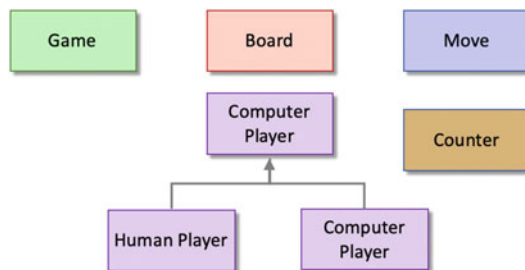 Game
Board
Move
Computer
Player
Counter
Human Player
Computer
Player